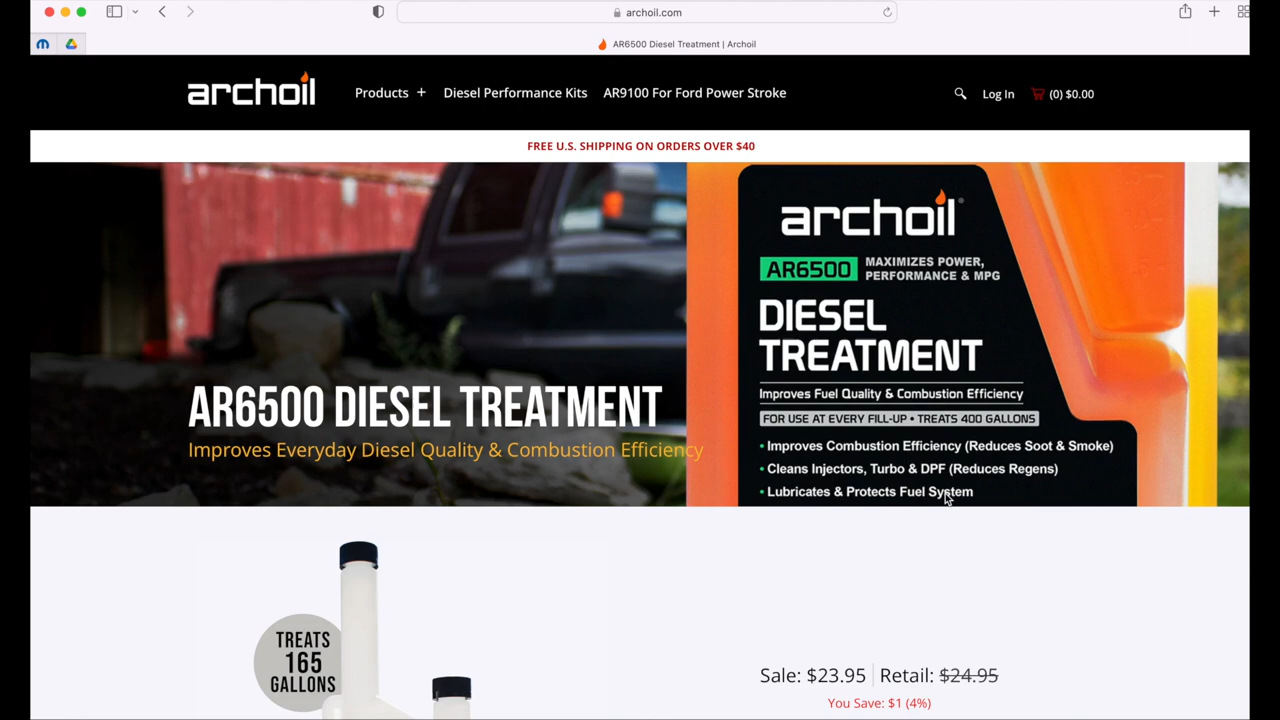 archoil.com
AR6500 Diesel Treatment | Archoil
archoil
Products +
Diesel Performance Kits
AR9100 For Ford Power Stroke
Log In
(0) $0.00
FREE U.S. SHIPPING ON ORDERS OVER $40
AR6500 DIESEL TREATMENT
Improves Everyday Diesel Quality & Combustion Efficiency
archoil®
AR6500
MAXIMIZES POWER,
PERFORMANCE & MPG
DIESEL
TREATMENT
Improves Fuel Quality & Combustion Efficiency
FOR USE AT EVERY FILL-UP • TREATS 400 GALLONS
• Improves Combustion Efficiency (Reduces Soot & Smoke)
• Cleans Injectors, Turbo & DPF (Reduces Regens)
• Lubricates & Protects Fuel System
TREATS
165
GALLONS
Sale: $23.95 Retail: $24.95
You Save: $1 (4%)